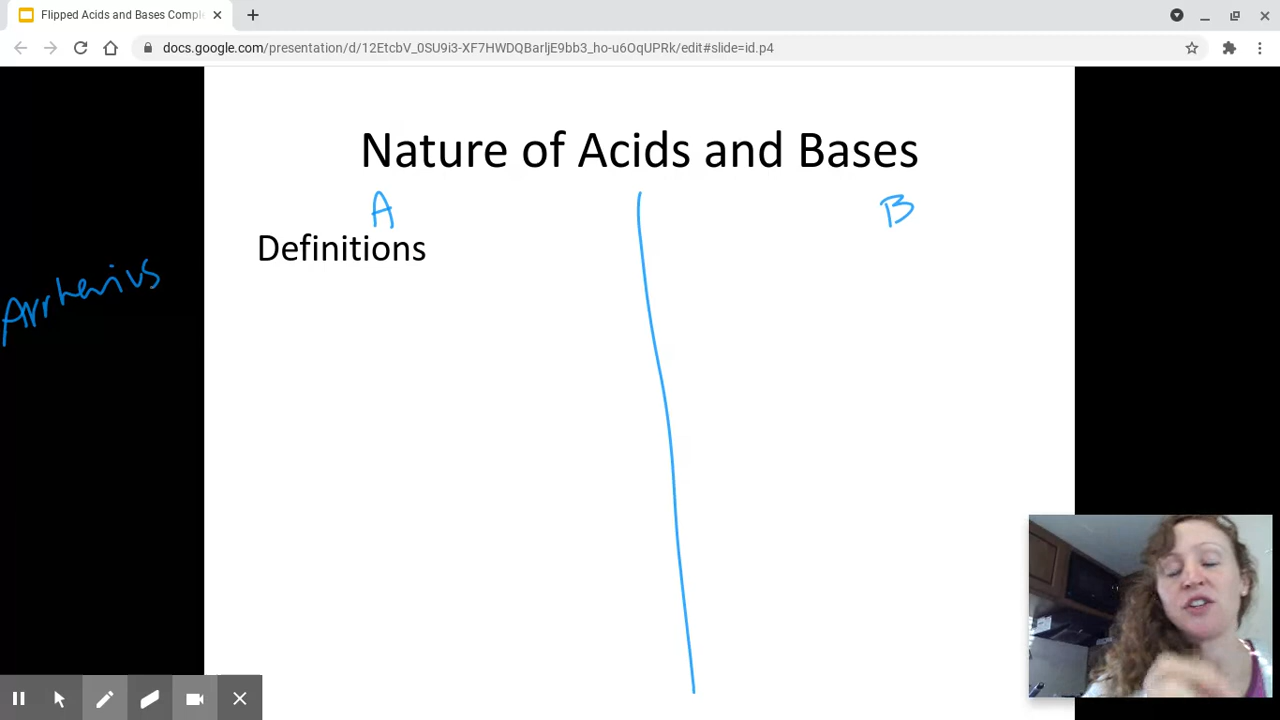 Flipped Acids and Bases Comple
docs.google.com/presentation/d/12EtcbV_0SU9i3-XF7HWDQBarljE9bb3_ho-u6OqUPRk/edit#slide=id.p4
Nature of Acids and Bases
A B
Definitions
Arrhenius